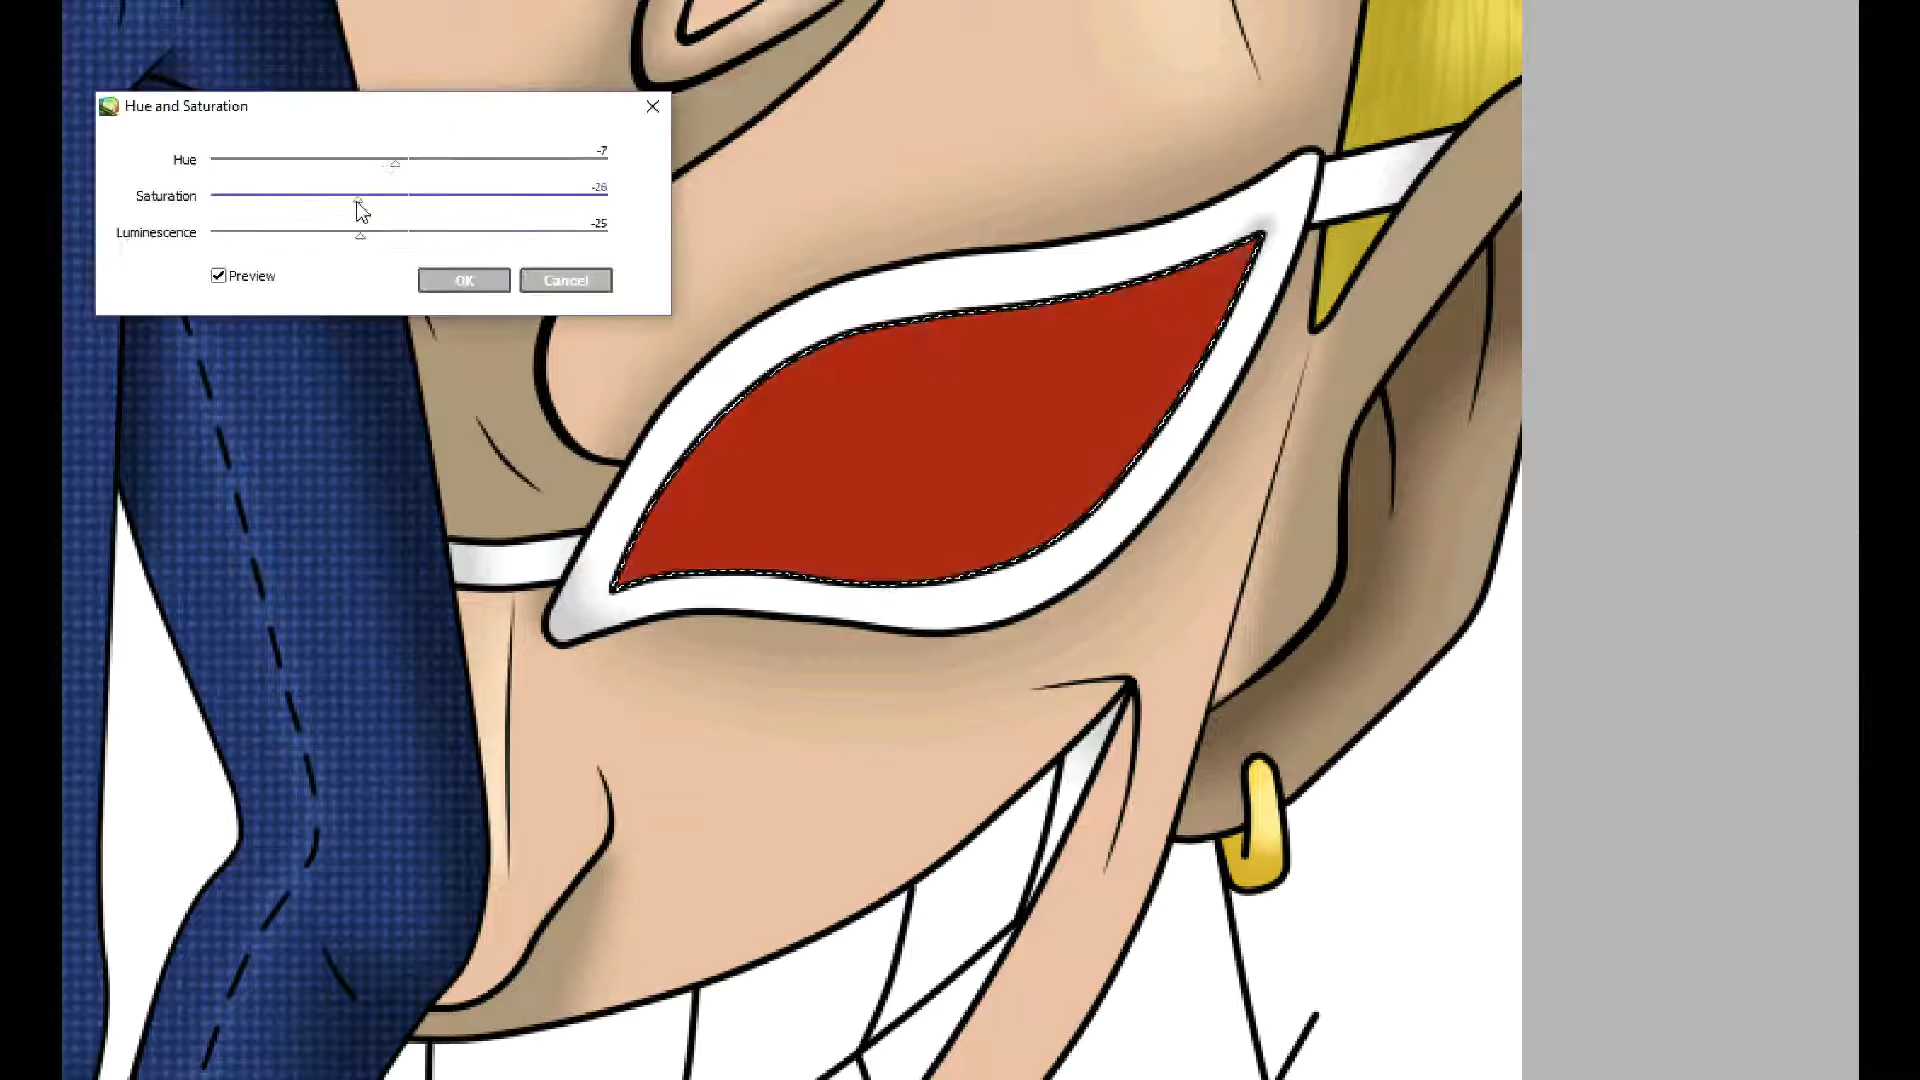 Hue and Saturation
Hue -7
Saturation -26
Luminescence -25
Preview OK Cancel